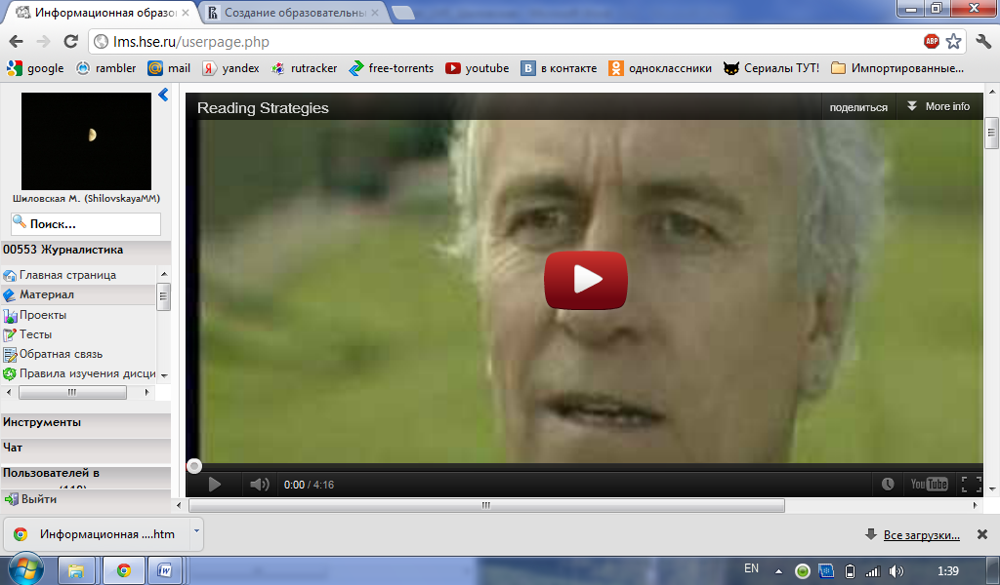 Информационная образо
Создание образовательны
lms.hse.ru/userpage.php
ABP
google
rambler
mail
yandex
rutracker
free-torrents
youtube
в контакте
одноклассники
Сериалы ТУТ!
Импортированные...
Reading Strategies
поделиться
More info
Шиловская М. (ShilovskayaMM)
Поиск...
00553 Журналистика
Главная страница
Материал
Проекты
Тесты
Обратная связь
Правила изучения дисци
Инструменты
Чат
Пользователей в
Выйти
0:00 / 4:16
YouTube
Информационная ....htm
Все загрузки...
EN
1:39